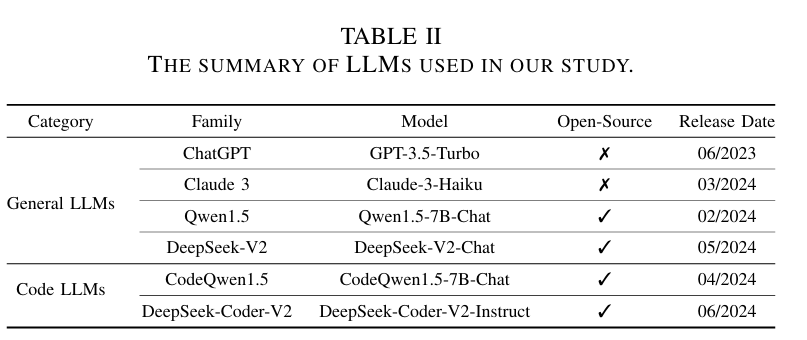 TABLE II
THE SUMMARY OF LLMS USED IN OUR STUDY.
Category Family Model Open-Source Release Date
General LLMs
ChatGPT GPT-3.5-Turbo ✗ 06/2023
Claude 3 Claude-3-Haiku ✗ 03/2024
Qwen1.5 Qwen1.5-7B-Chat ✓ 02/2024
DeepSeek-V2 DeepSeek-V2-Chat ✓ 05/2024
Code LLMs
CodeQwen1.5 CodeQwen1.5-7B-Chat ✓ 04/2024
DeepSeek-Coder-V2 DeepSeek-Coder-V2-Instruct ✓ 06/2024